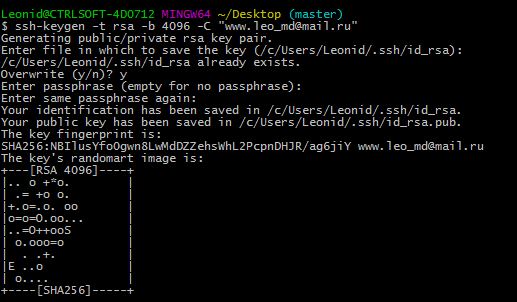 Leonid@CTRLSOFT-4DO712 MINGW64 ~/Desktop (master)
$ ssh-keygen -t rsa -b 4096 -C "www.leo_md@mail.ru"
Generating public/private rsa key pair.
Enter file in which to save the key (/c/Users/Leonid/.ssh/id_rsa):
/c/Users/Leonid/.ssh/id_rsa already exists.
Overwrite (y/n)? y
Enter passphrase (empty for no passphrase):
Enter same passphrase again:
Your identification has been saved in /c/Users/Leonid/.ssh/id_rsa.
Your public key has been saved in /c/Users/Leonid/.ssh/id_rsa.pub.
The key fingerprint is:
SHA256:NBIlusYfoOgwn8LwMdDZZehsWhL2PcpnDHJR/ag6jiY www.leo_md@mail.ru
The key's randomart image is:
+---[RSA 4096]----+
|.. o +*o.        |
| .= +o o.        |
|+.o=.o. oo       |
|o=o=O.oo...      |
|..=O++ooS        |
| o.ooo=o         |
|  . .+.          |
|E ..o            |
| o....           |
+----[SHA256]-----+